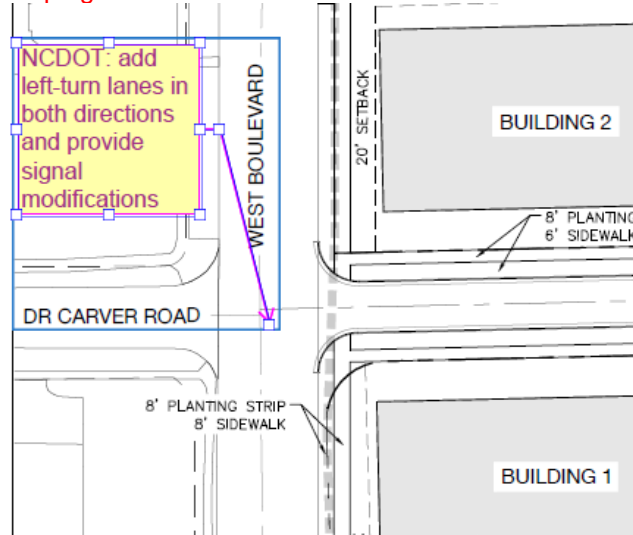 NCDOT: add
left-turn lanes in
both directions
and provide
signal
modifications
WEST BOULEVARD
20' SETBACK
BUILDING 2
8' PLANTING
6' SIDEWALK
DR CARVER ROAD
8' PLANTING STRIP
8' SIDEWALK
BUILDING 1